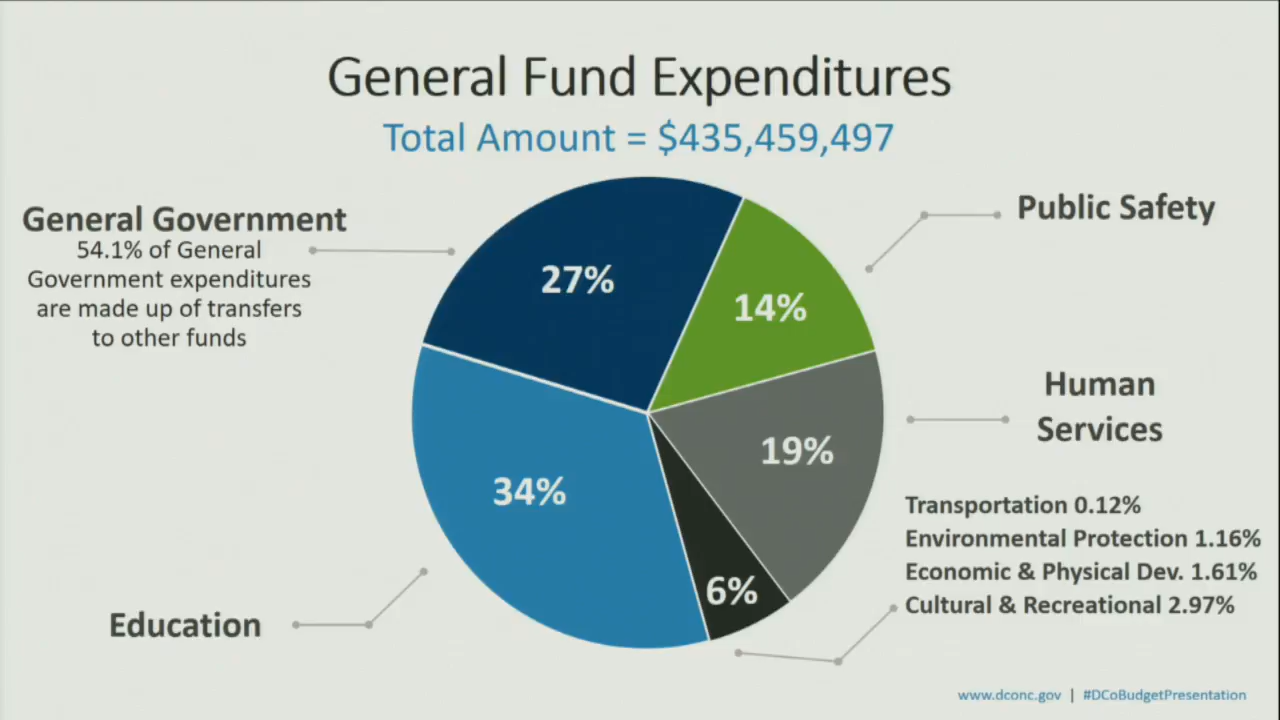 General Fund Expenditures
Total Amount = $435,459,497
General Government
54.1% of General
Government expenditures
are made up of transfers
to other funds
Public Safety
27%
14%
Human
Services
19%
34%
6%
Transportation 0.12%
Environmental Protection 1.16%
Economic & Physical Dev. 1.61%
Cultural & Recreational 2.97%
Education
www.dconc.gov | #DCoBudgetPresentation